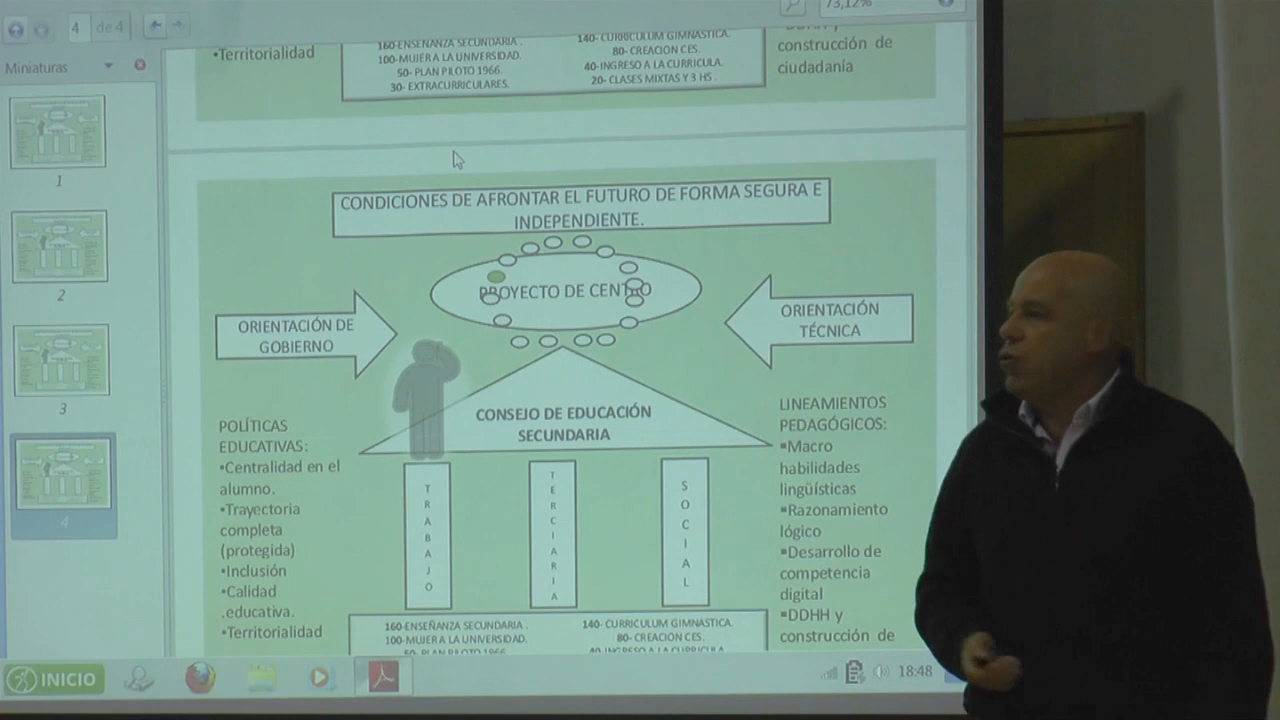 4 de 4
73,12%
Miniaturas
1
2
3
4
•Territorialidad
160-ENSEÑANZA SECUNDARIA .
100-MUJER A LA UNIVERSIDAD.
50- PLAN PILOTO 1966.
30- EXTRACURRICULARES.
140- CURRICULUM GIMNASTICA.
80- CREACION CES.
40-INGRESO A LA CURRICULA.
20- CLASES MIXTAS Y 3 HS .
DDHH y
construcción de
ciudadanía
CONDICIONES DE AFRONTAR EL FUTURO DE FORMA SEGURA E
INDEPENDIENTE.
PROYECTO DE CENTRO
ORIENTACIÓN DE
GOBIERNO
ORIENTACIÓN
TÉCNICA
CONSEJO DE EDUCACIÓN
SECUNDARIA
POLÍTICAS
EDUCATIVAS:
•Centralidad en el
alumno.
•Trayectoria
completa
(protegida)
•Inclusión
•Calidad
.educativa.
•Territorialidad
TRABAJO
TERCIARIA
SOCIAL
LINEAMIENTOS
PEDAGÓGICOS:
▪Macro
habilidades
lingüísticas
▪Razonamiento
lógico
▪Desarrollo de
competencia
digital
▪DDHH y
construcción de
160-ENSEÑANZA SECUNDARIA .
100-MUJER A LA UNIVERSIDAD.
50- PLAN PILOTO 1966
140- CURRICULUM GIMNASTICA.
80- CREACION CES.
40-INGRESO A LA CURRICULA
INICIO
18:48